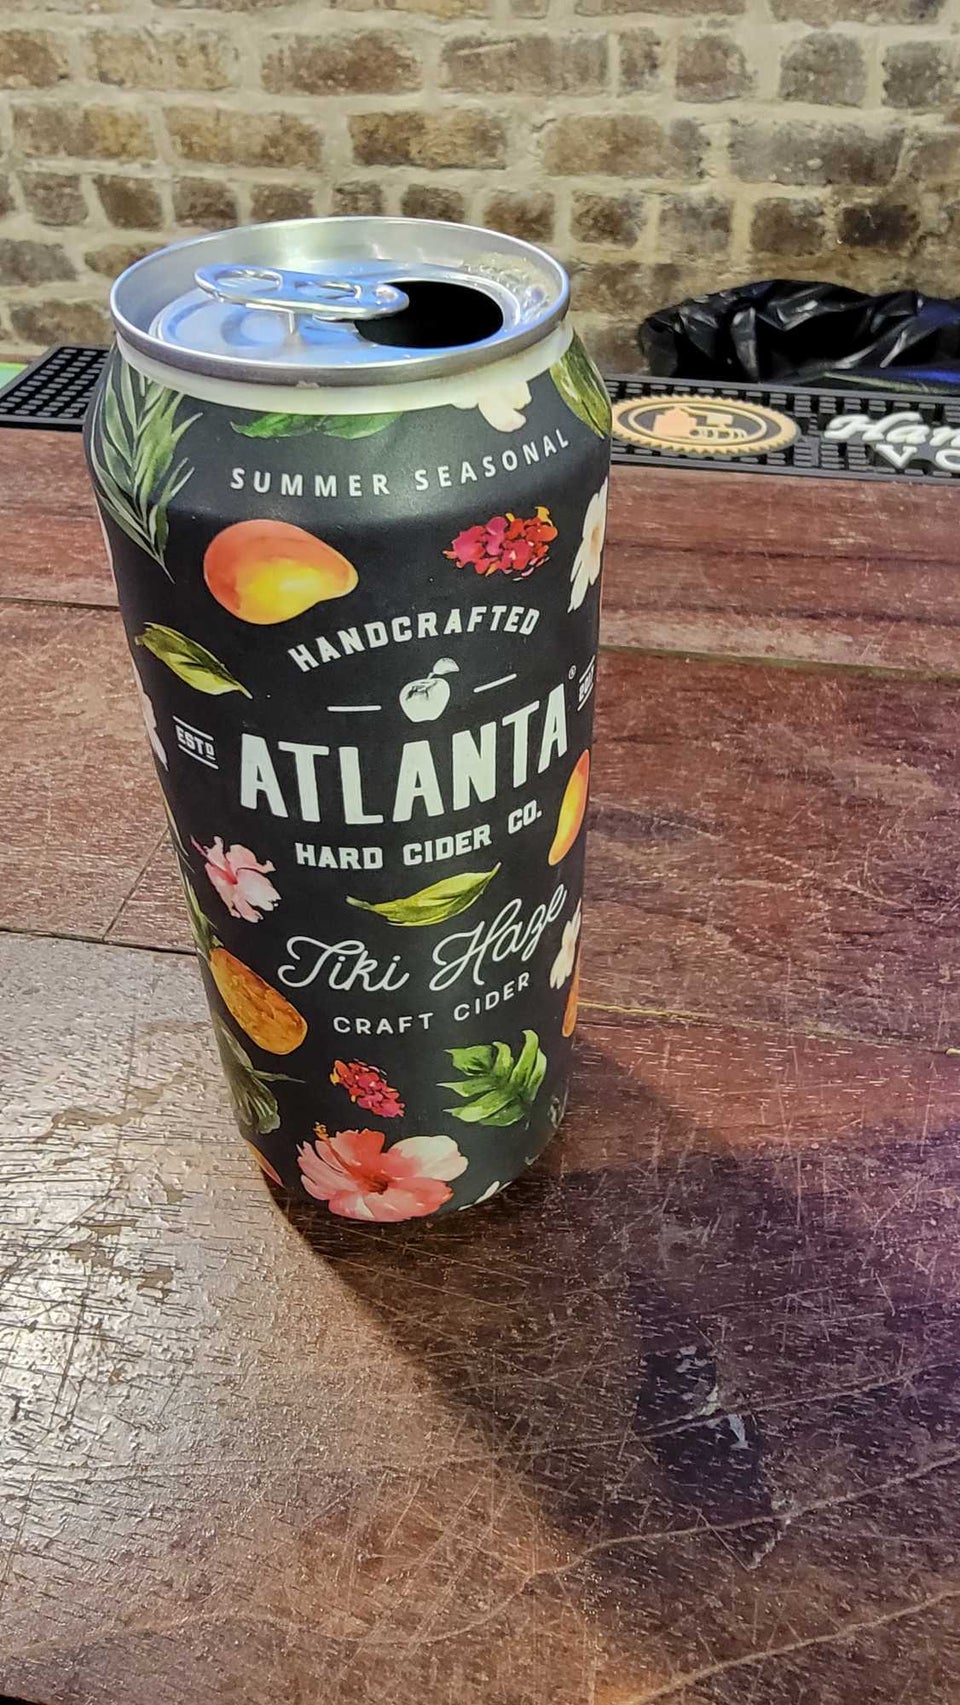 SUMMER SEASONAL
HANDCRAFTED
ESTD
ATLANTA®
HARD CIDER CO.
Tiki Haze
CRAFT CIDER